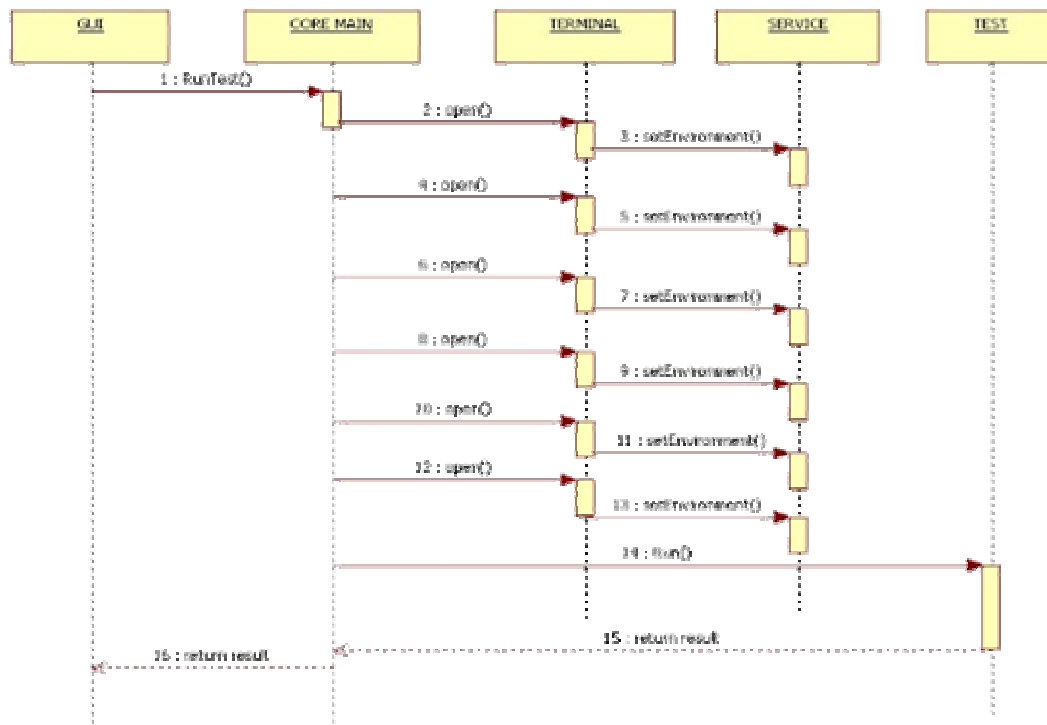 GUI
CORE MAIN
TERMINAL
SERVICE
TEST
1 : RunTest()
2 : open()
3 : setEnvironment()
4 : open()
5 : setEnvironment()
6 : open()
7 : setEnvironment()
8 : open()
9 : setEnvironment()
10 : open()
11 : setEnvironment()
12 : open()
13 : setEnvironment()
14 : Run()
15 : return result
16 : return result